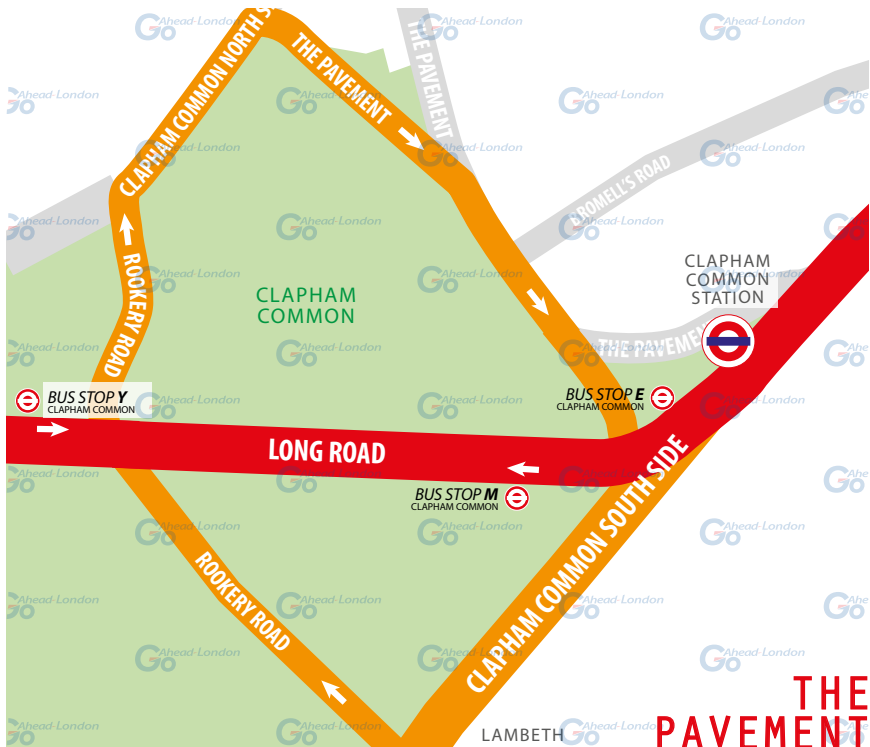 CLAPHAM COMMON NORTH S
THE PAVEMENT
THE PAVEMENT
BROMELL'S ROAD
ROOKERY ROAD
CLAPHAM
COMMON
CLAPHAM
COMMON
STATION
THE PAVEMENT
BUS STOP Y
CLAPHAM COMMON
BUS STOP E
CLAPHAM COMMON
LONG ROAD
BUS STOP M
CLAPHAM COMMON
CLAPHAM COMMON SOUTH SIDE
ROOKERY ROAD
LAMBETH
THE
PAVEMENT
Go Ahead-London